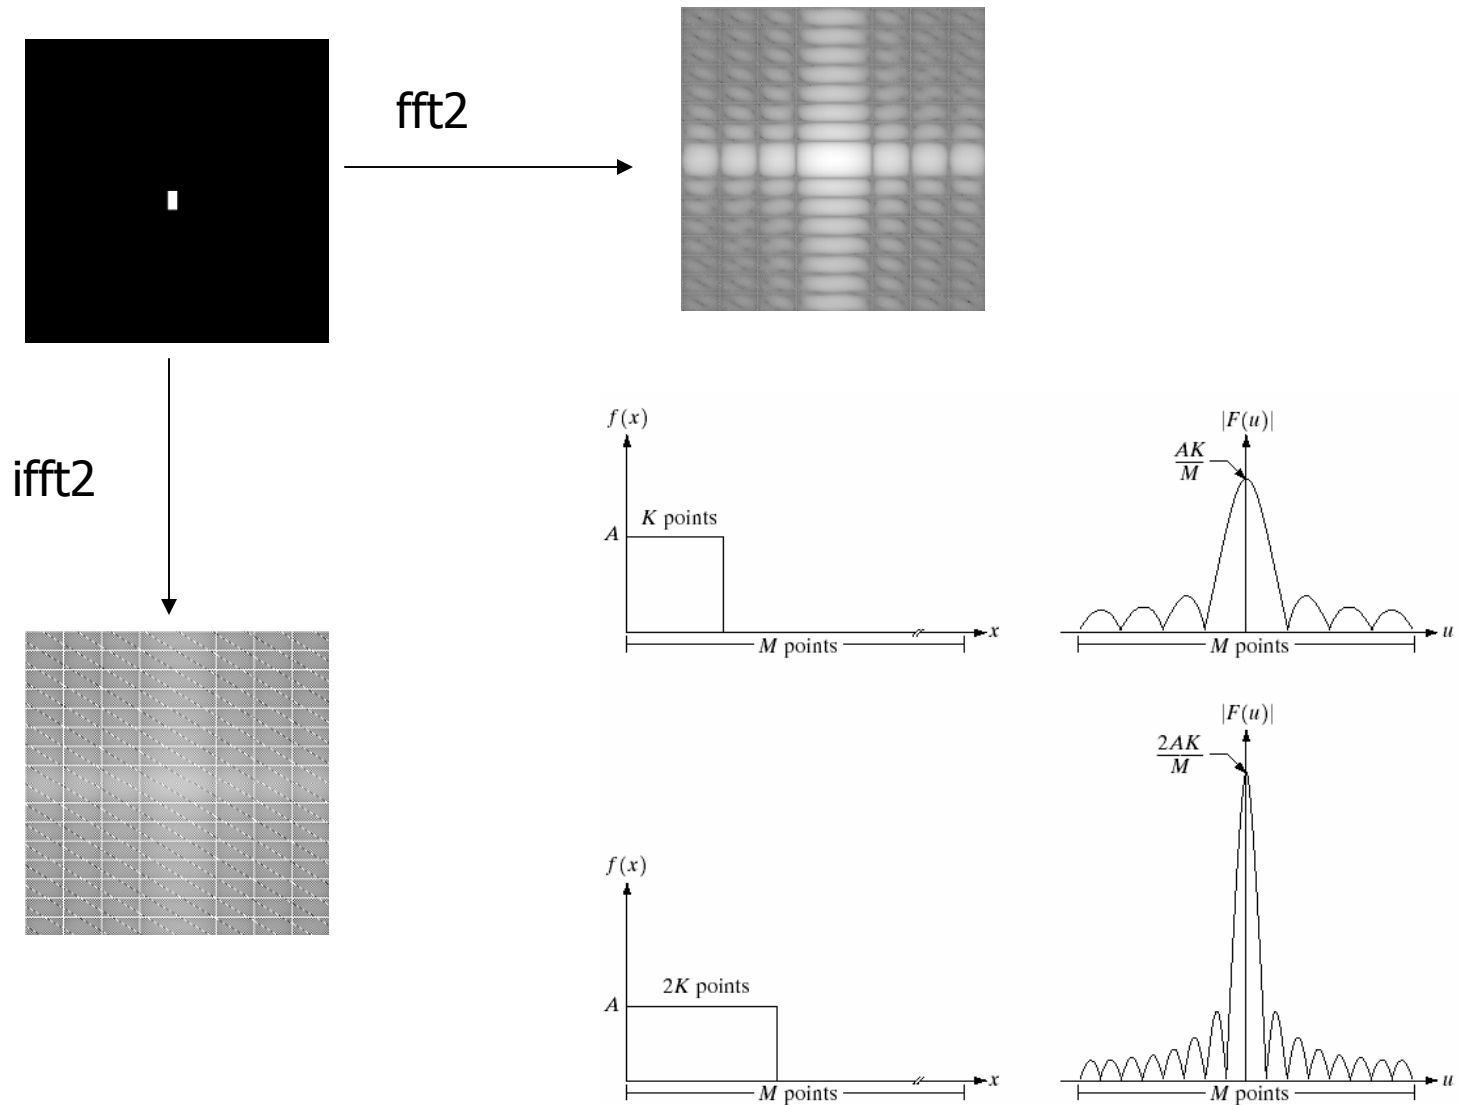 fft2
ifft2
f(x)
A
K points
M points
x
|F(u)|
AK
M
M points
u
f(x)
A
2K points
M points
x
|F(u)|
2AK
M
M points
u